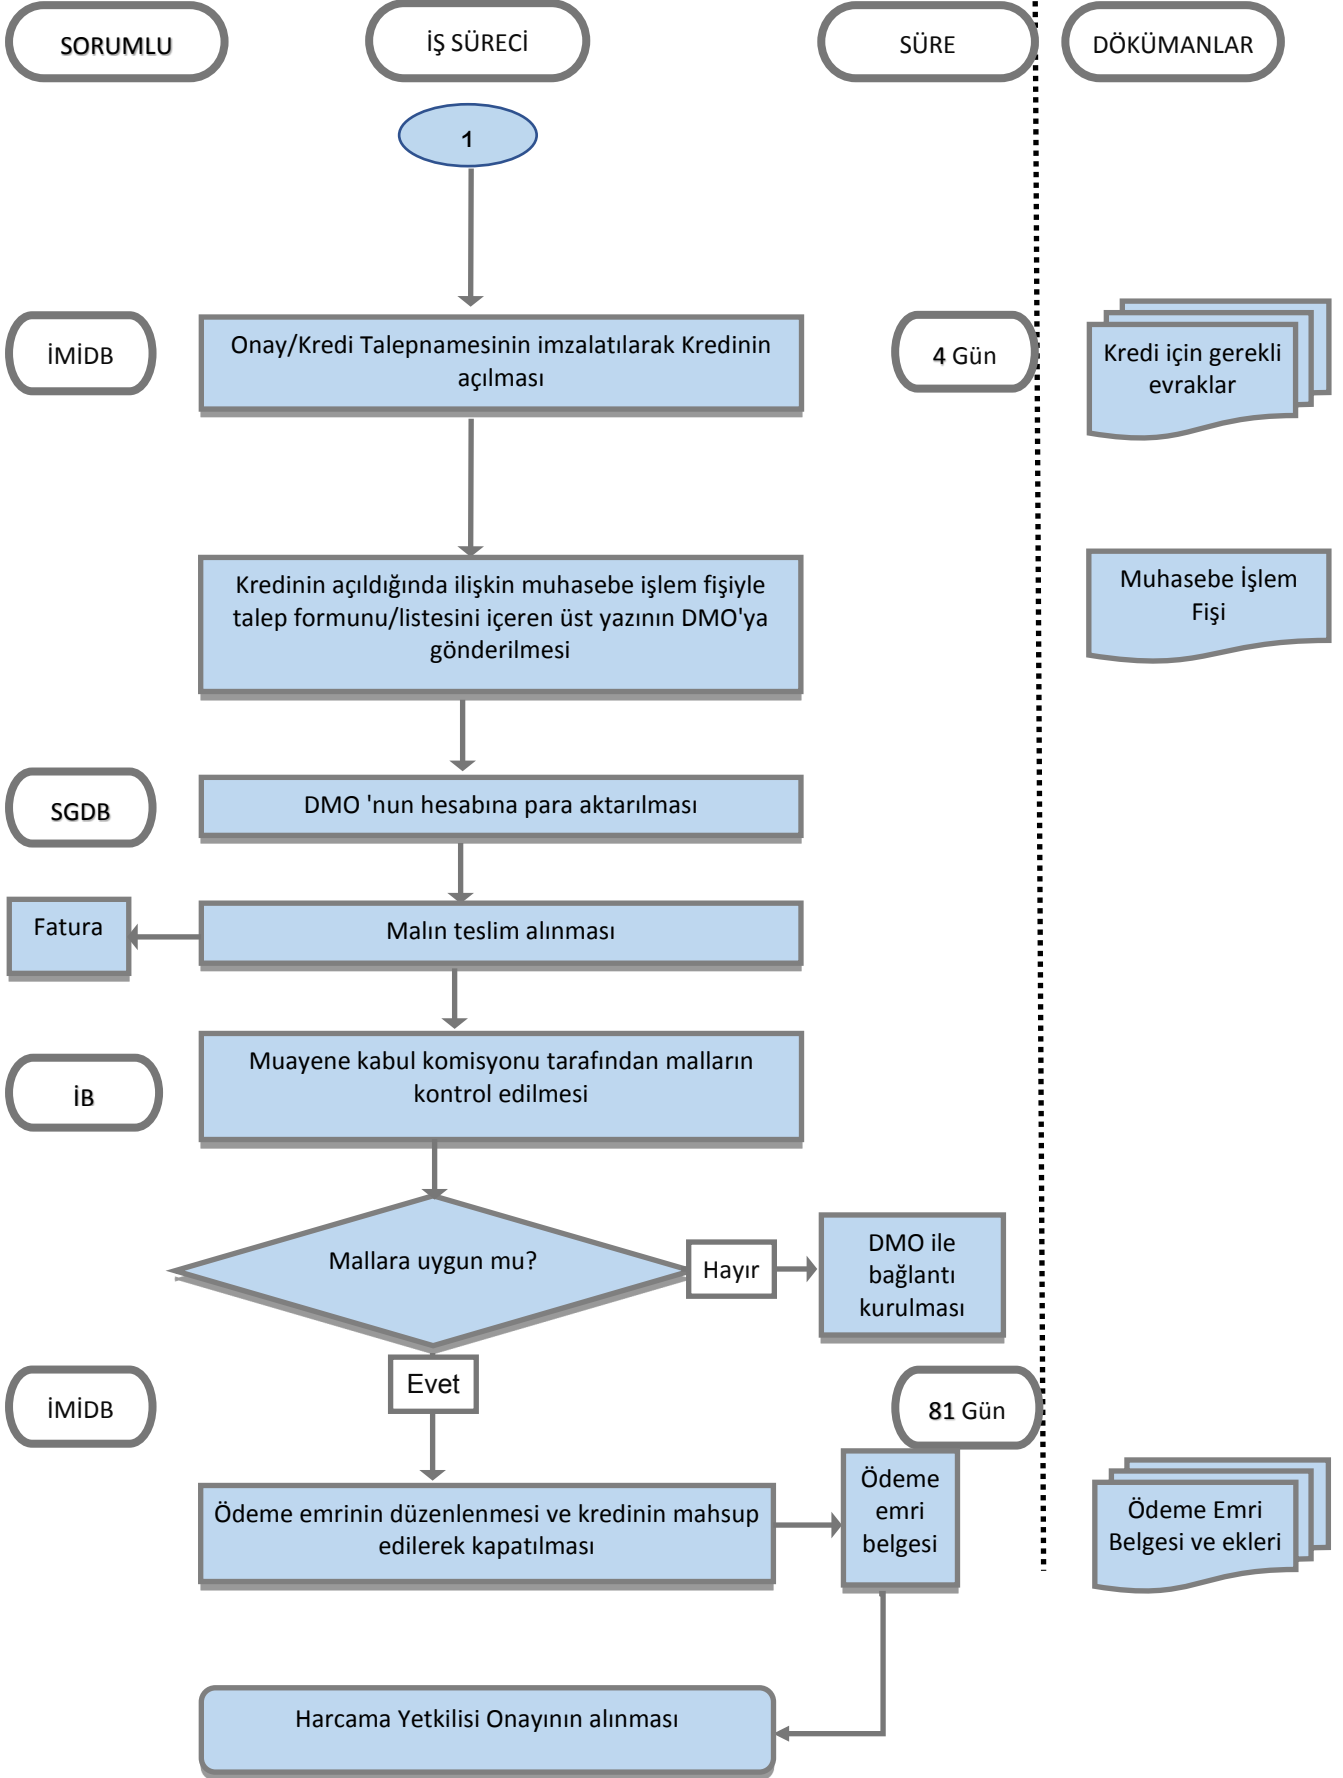 SORUMLU
İŞ SÜRECİ
SÜRE
DÖKÜMANLAR
1
İMİDB
Onay/Kredi Talepnamesinin imzalatılarak Kredinin
açılması
4 Gün
Kredi için gerekli
evraklar
Kredinin açıldığında ilişkin muhasebe işlem fişiyle
talep formunu/listesini içeren üst yazının DMO'ya
gönderilmesi
Muhasebe İşlem
Fişi
SGDB
DMO 'nun hesabına para aktarılması
Fatura
Malın teslim alınması
İB
Muayene kabul komisyonu tarafından malların
kontrol edilmesi
Mallara uygun mu?
Hayır
DMO ile
bağlantı
kurulması
Evet
İMİDB
81 Gün
Ödeme emrinin düzenlenmesi ve kredinin mahsup
edilerek kapatılması
Ödeme
emri
belgesi
Ödeme Emri
Belgesi ve ekleri
Harcama Yetkilisi Onayının alınması